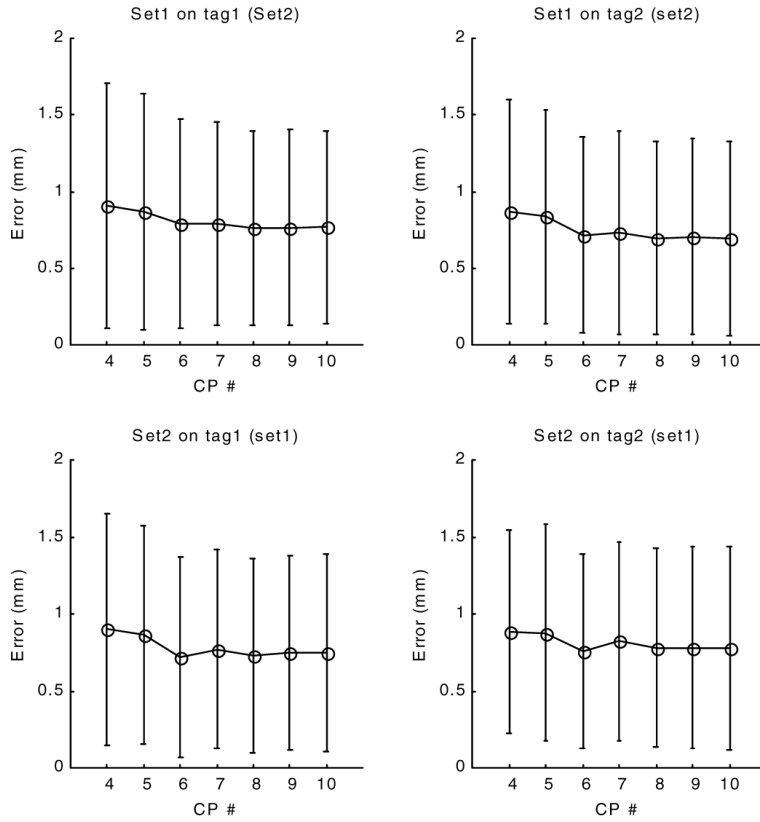 Set1 on tag1 (Set2)
2
1.5
1
0.5
0
Error (mm)
4 5 6 7 8 9 10
CP #
Set1 on tag2 (set2)
2
1.5
1
0.5
0
Error (mm)
4 5 6 7 8 9 10
CP #
Set2 on tag1 (set1)
2
1.5
1
0.5
0
Error (mm)
4 5 6 7 8 9 10
CP #
Set2 on tag2 (set1)
2
1.5
1
0.5
0
Error (mm)
4 5 6 7 8 9 10
CP #